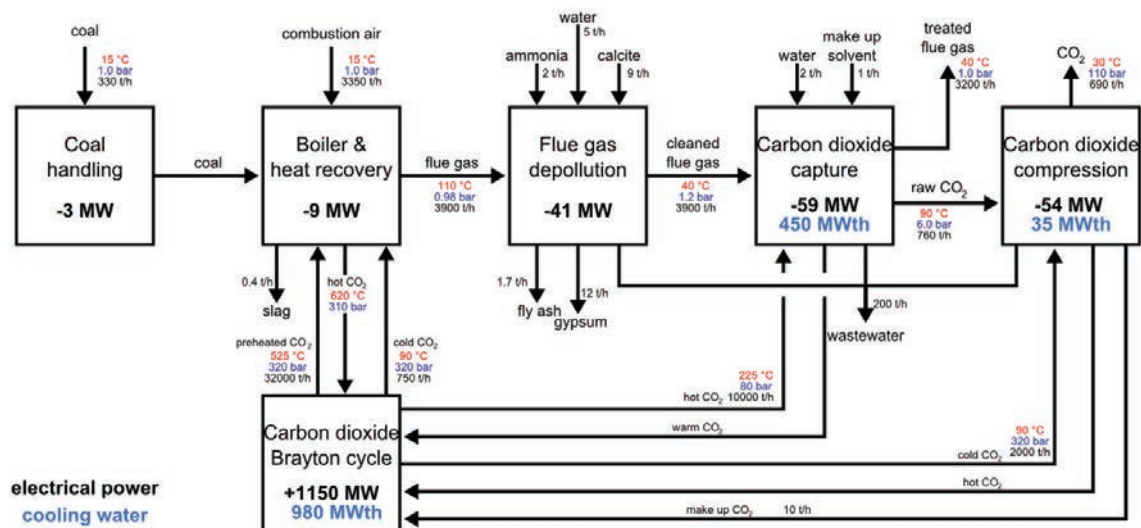 coal
15 °C
1.0 bar
330 t/h
combustion air
15 °C
1.0 bar
3350 t/h
water
5 t/h
ammonia
2 t/h
calcite
9 t/h
water
2 t/h
make up
solvent
1 t/h
treated
flue gas
40 °C
1.0 bar
3200 t/h
CO2
30 °C
110 bar
690 t/h
Coal
handling
-3 MW
coal
Boiler &
heat recovery
-9 MW
flue gas
110 °C
0.98 bar
3900 t/h
Flue gas
depollution
-41 MW
cleaned
flue gas
40 °C
1.2 bar
3900 t/h
Carbon dioxide
capture
-59 MW
450 MWth
raw CO2
90 °C
6.0 bar
760 t/h
Carbon dioxide
compression
-54 MW
35 MWth
0.4 t/h
slag
hot CO2
620 °C
310 bar
1.7 t/h
fly ash
12 t/h
gypsum
200 t/h
wastewater
preheated CO2
525 °C
320 bar
32000 t/h
cold CO2
90 °C
320 bar
750 t/h
225 °C
80 bar
hot CO2 10000 t/h
warm CO2
90 °C
320 bar
cold CO2 2000 t/h
hot CO2
make up CO2 10 t/h
Carbon dioxide
Brayton cycle
+1150 MW
980 MWth
electrical power
cooling water